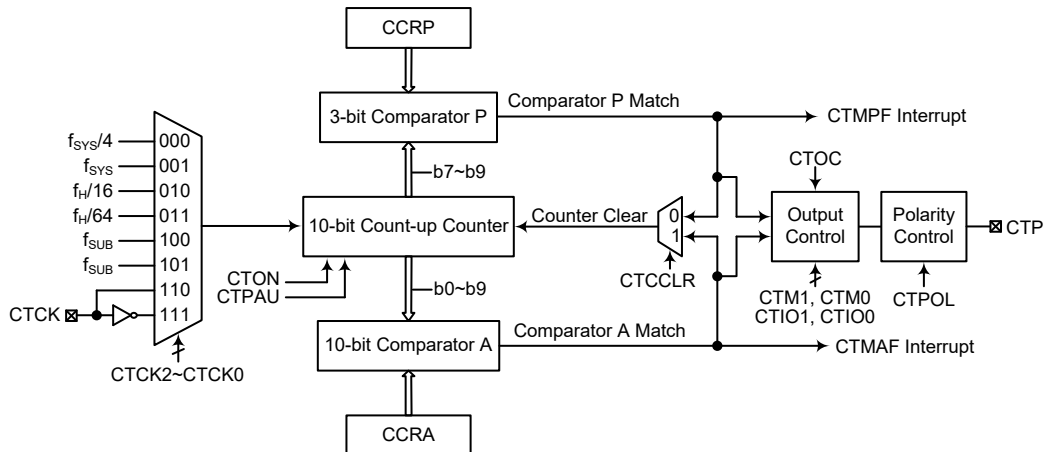 CCRP
3-bit Comparator P
Comparator P Match
CTMPF Interrupt
fSYS/4
000
fSYS
001
fH/16
010
fH/64
011
fSUB
100
fSUB
101
110
CTCK
111
CTCK2~CTCK0
b7~b9
10-bit Count-up Counter
CTON
CTPAU
b0~b9
Counter Clear
0
1
CTCCLR
CTOC
Output
Control
CTM1, CTM0
CTIO1, CTIO0
Polarity
Control
CTPOL
CTP
10-bit Comparator A
Comparator A Match
CTMAF Interrupt
CCRA